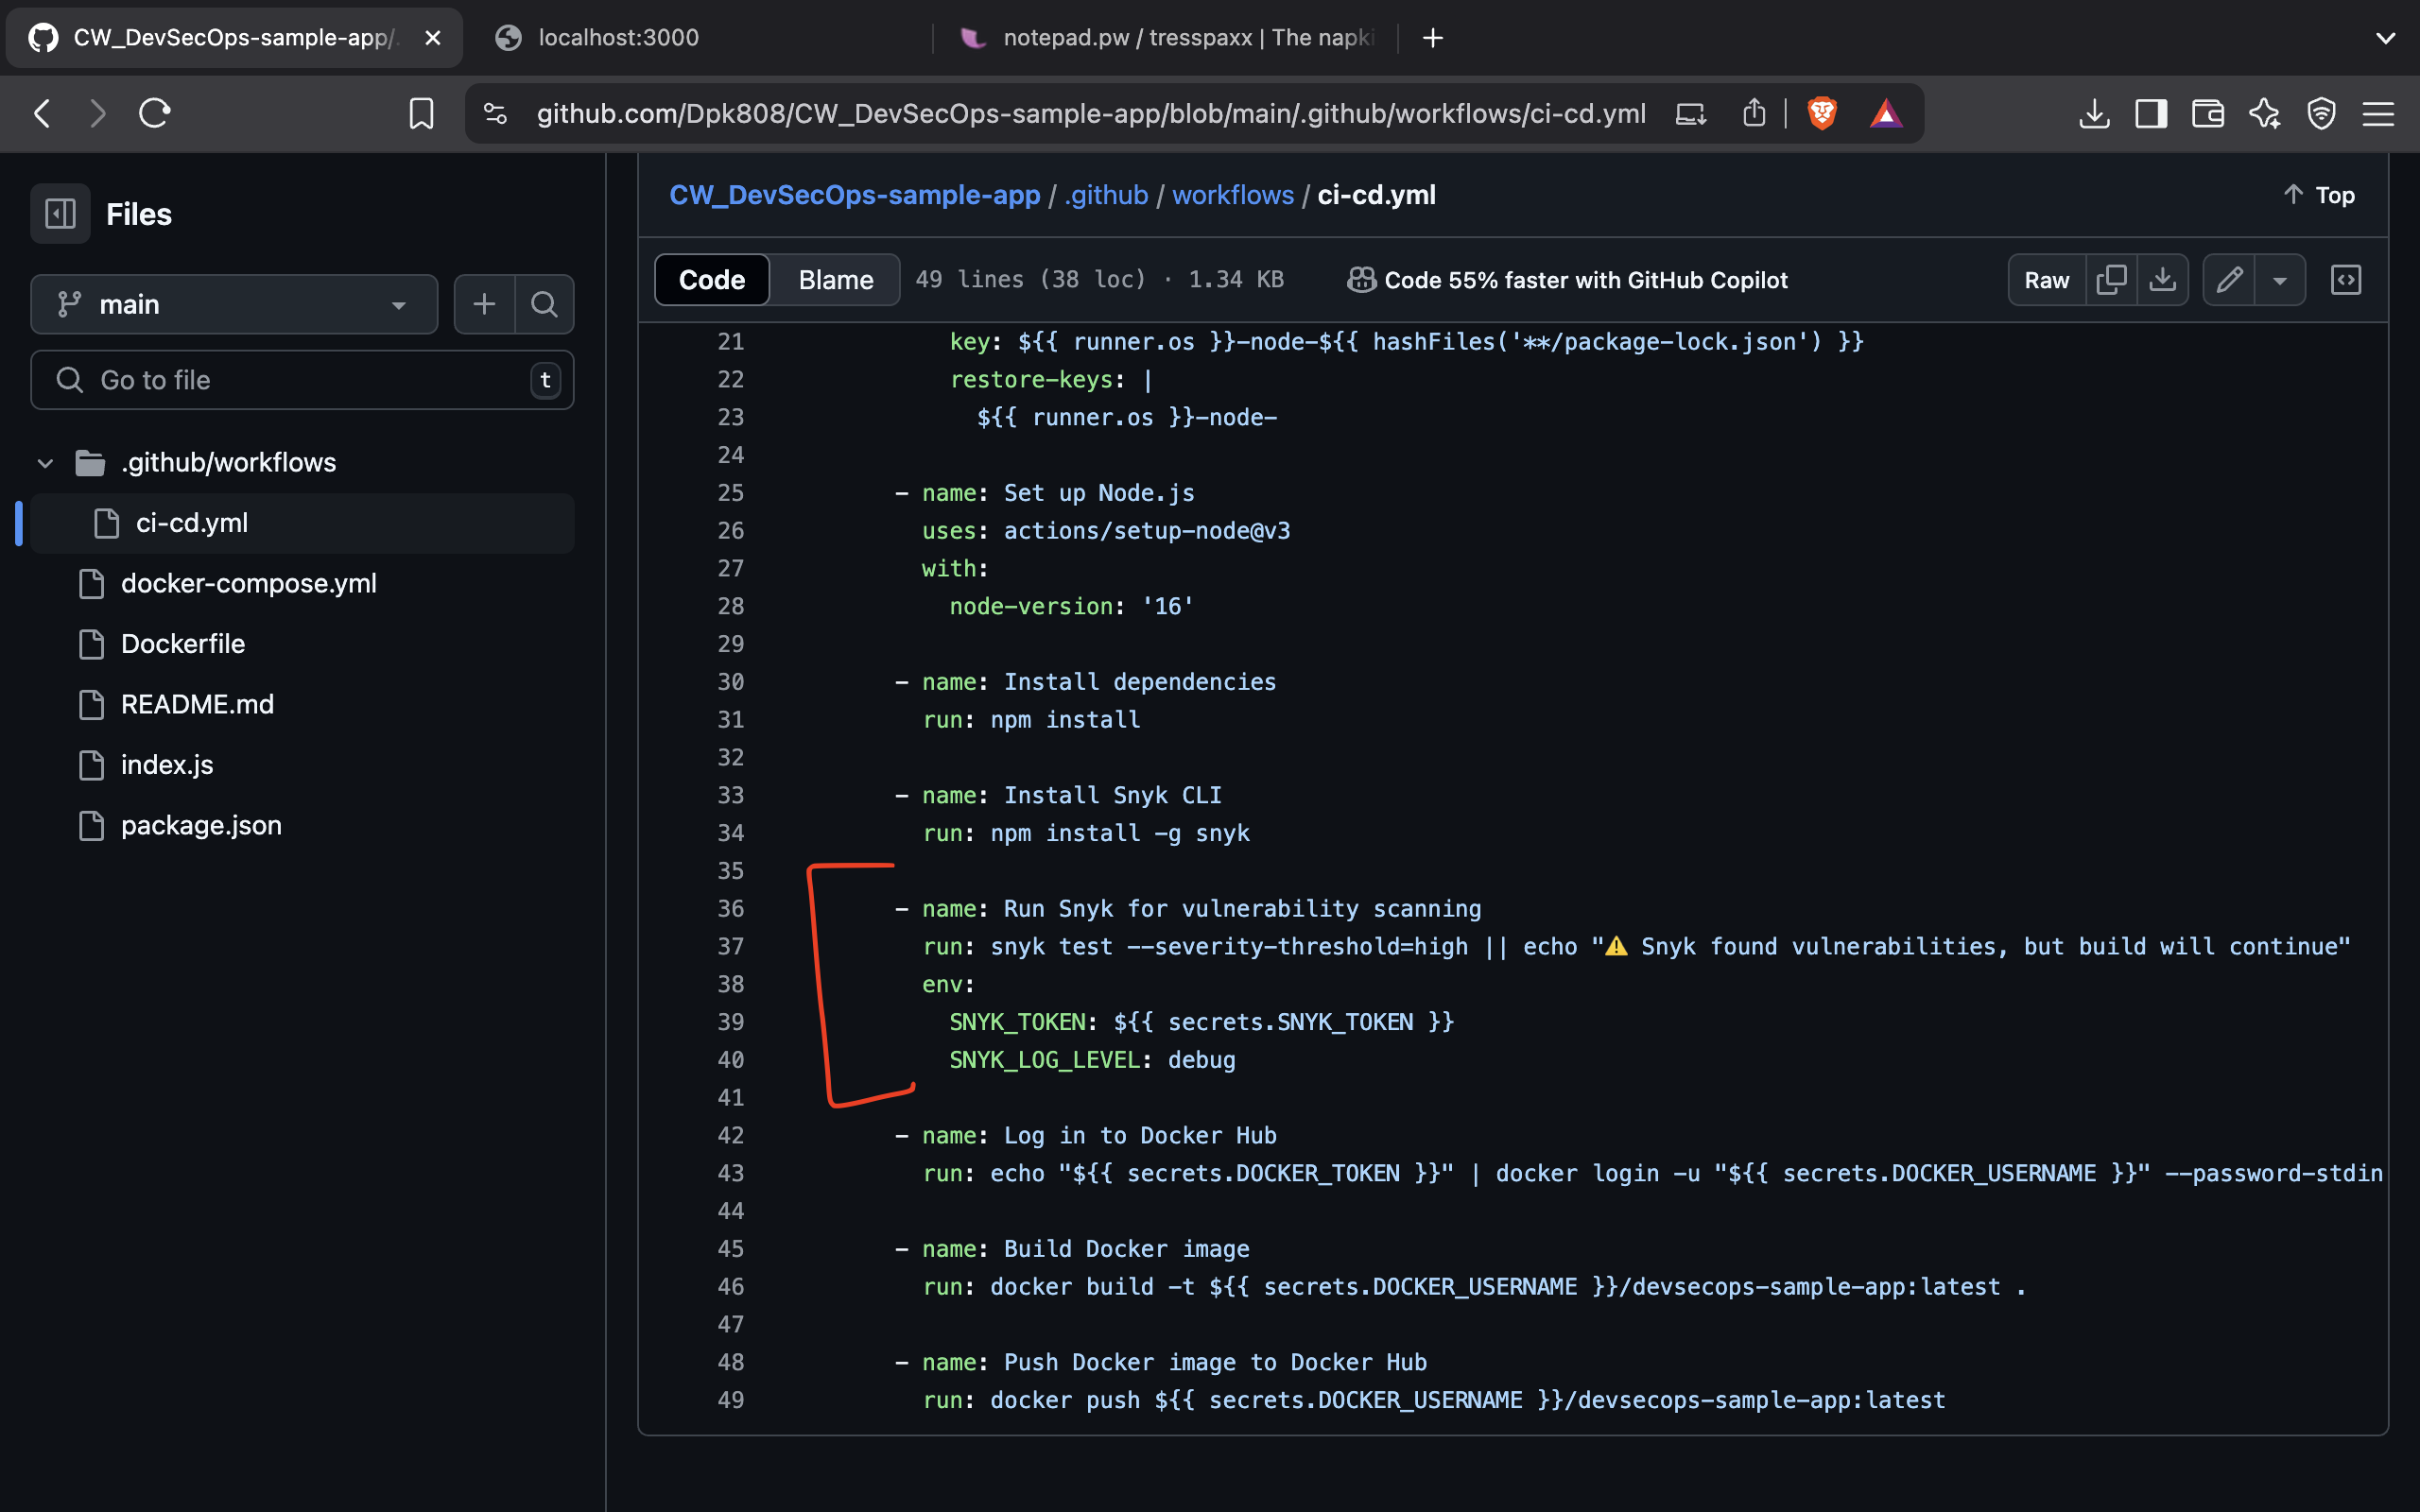 CW_DevSecOps-sample-app/.
localhost:3000
notepad.pw / tresspaxx | The napki
github.com/Dpk808/CW_DevSecOps-sample-app/blob/main/.github/workflows/ci-cd.yml
Files
main
Go to file
t
.github/workflows
ci-cd.yml
docker-compose.yml
Dockerfile
README.md
index.js
package.json
CW_DevSecOps-sample-app / .github / workflows / ci-cd.yml
Top
Code
Blame
49 lines (38 loc) · 1.34 KB
Code 55% faster with GitHub Copilot
Raw
21 key: ${{ runner.os }}-node-${{ hashFiles('**/package-lock.json') }}
22 restore-keys: |
23 ${{ runner.os }}-node-
24
25 - name: Set up Node.js
26 uses: actions/setup-node@v3
27 with:
28 node-version: '16'
29
30 - name: Install dependencies
31 run: npm install
32
33 - name: Install Snyk CLI
34 run: npm install -g snyk
35
36 - name: Run Snyk for vulnerability scanning
37 run: snyk test --severity-threshold=high || echo "⚠️ Snyk found vulnerabilities, but build will continue"
38 env:
39 SNYK_TOKEN: ${{ secrets.SNYK_TOKEN }}
40 SNYK_LOG_LEVEL: debug
41
42 - name: Log in to Docker Hub
43 run: echo "${{ secrets.DOCKER_TOKEN }}" | docker login -u "${{ secrets.DOCKER_USERNAME }}" --password-stdin
44
45 - name: Build Docker image
46 run: docker build -t ${{ secrets.DOCKER_USERNAME }}/devsecops-sample-app:latest .
47
48 - name: Push Docker image to Docker Hub
49 run: docker push ${{ secrets.DOCKER_USERNAME }}/devsecops-sample-app:latest